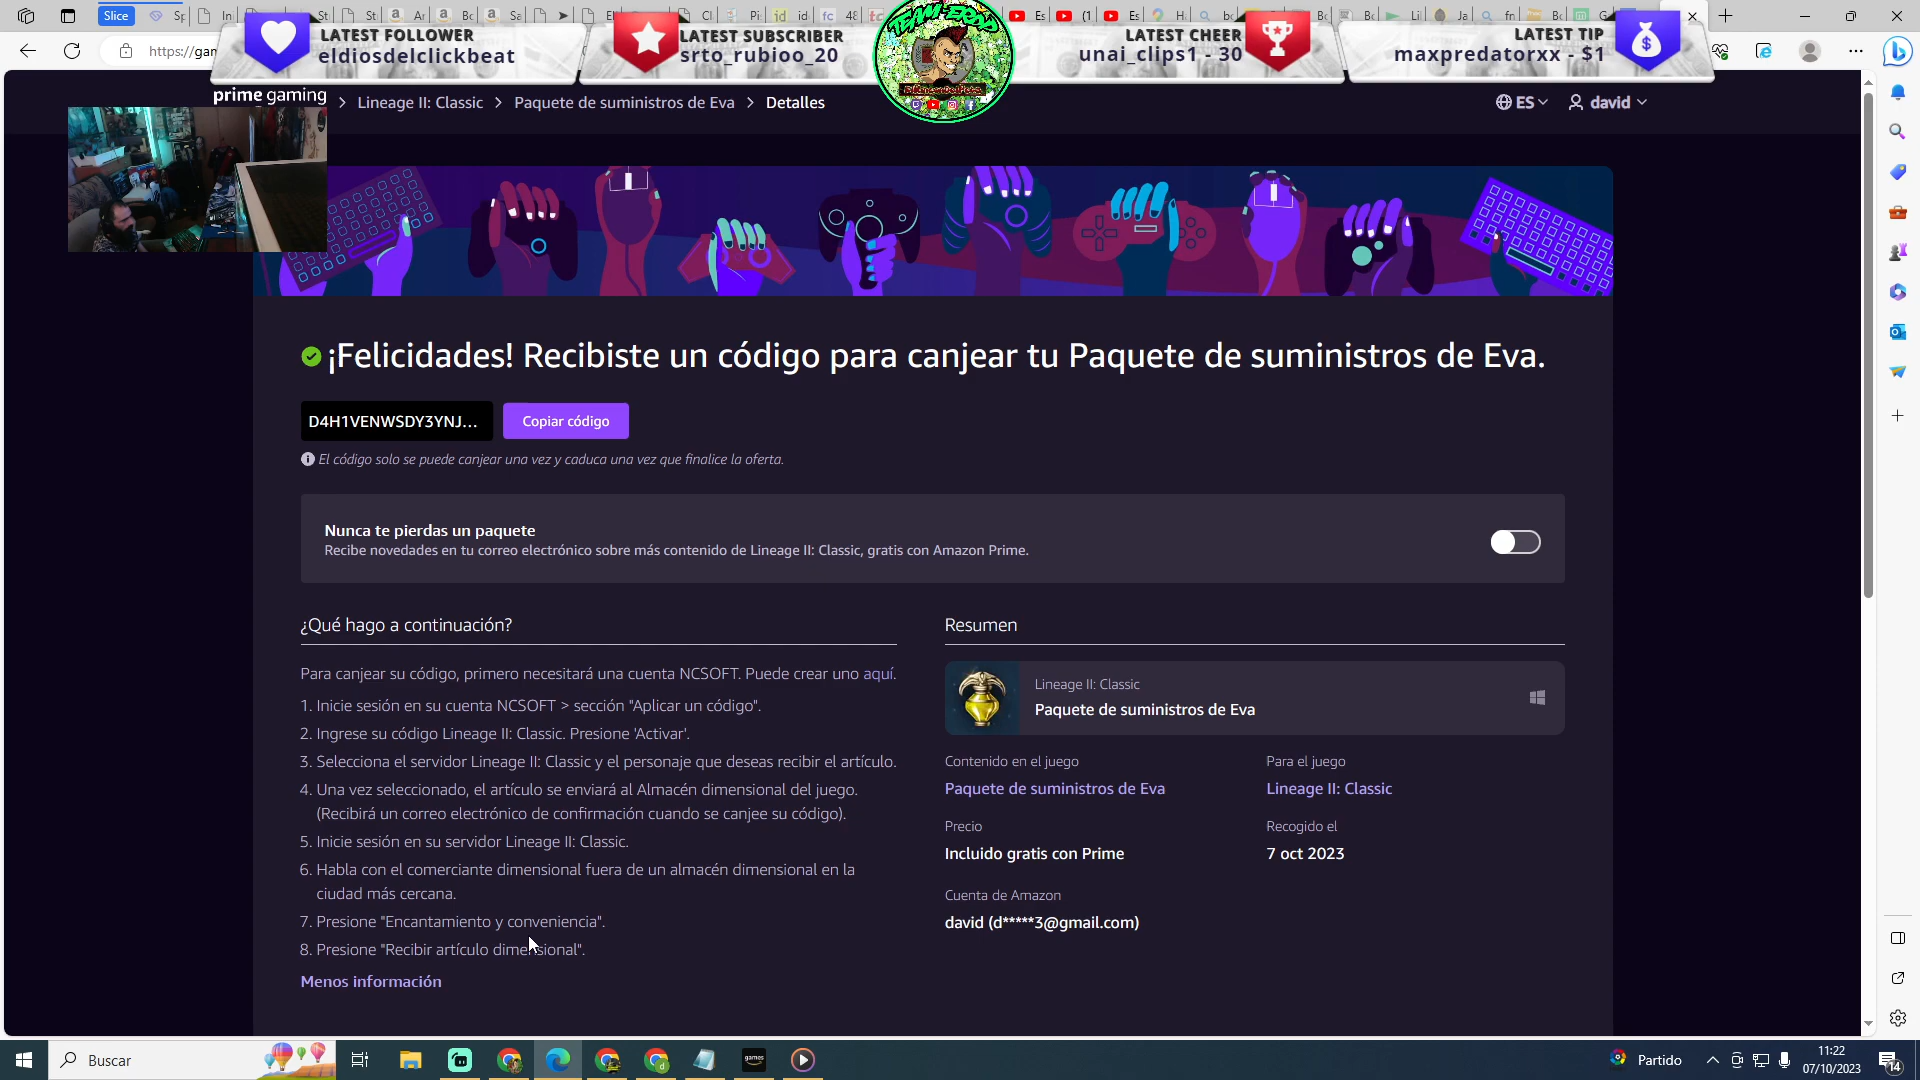 Slice
LATEST FOLLOWER
eldiosdelclickbeat
LATEST SUBSCRIBER
srto_rubioo_20
TEAM ERDP
LATEST CHEER
unai_clips1 - 30
LATEST TIP
maxpredatorxx - $1
https://gam
prime gaming
Lineage II: Classic
Paquete de suministros de Eva
Detalles
ES
david
¡Felicidades! Recibiste un código para canjear tu Paquete de suministros de Eva.
D4H1VENWSDY3YNJ...
Copiar código
El código solo se puede canjear una vez y caduca una vez que finalice la oferta.
Nunca te pierdas un paquete
Recibe novedades en tu correo electrónico sobre más contenido de Lineage II: Classic, gratis con Amazon Prime.
¿Qué hago a continuación?
Para canjear su código, primero necesitará una cuenta NCSOFT. Puede crear uno aquí.
1. Inicie sesión en su cuenta NCSOFT > sección "Aplicar un código".
2. Ingrese su código Lineage II: Classic. Presione 'Activar'.
3. Selecciona el servidor Lineage II: Classic y el personaje que deseas recibir el artículo.
4. Una vez seleccionado, el artículo se enviará al Almacén dimensional del juego.
(Recibirá un correo electrónico de confirmación cuando se canjee su código).
5. Inicie sesión en su servidor Lineage II: Classic.
6. Habla con el comerciante dimensional fuera de un almacén dimensional en la
ciudad más cercana.
7. Presione "Encantamiento y conveniencia".
8. Presione "Recibir artículo dimensional".
Menos información
Resumen
Lineage II: Classic
Paquete de suministros de Eva
Contenido en el juego
Paquete de suministros de Eva
Para el juego
Lineage II: Classic
Precio
Incluido gratis con Prime
Recogido el
7 oct 2023
Cuenta de Amazon
david (d*****3@gmail.com)
Buscar
games
Partido
11:22
07/10/2023
14